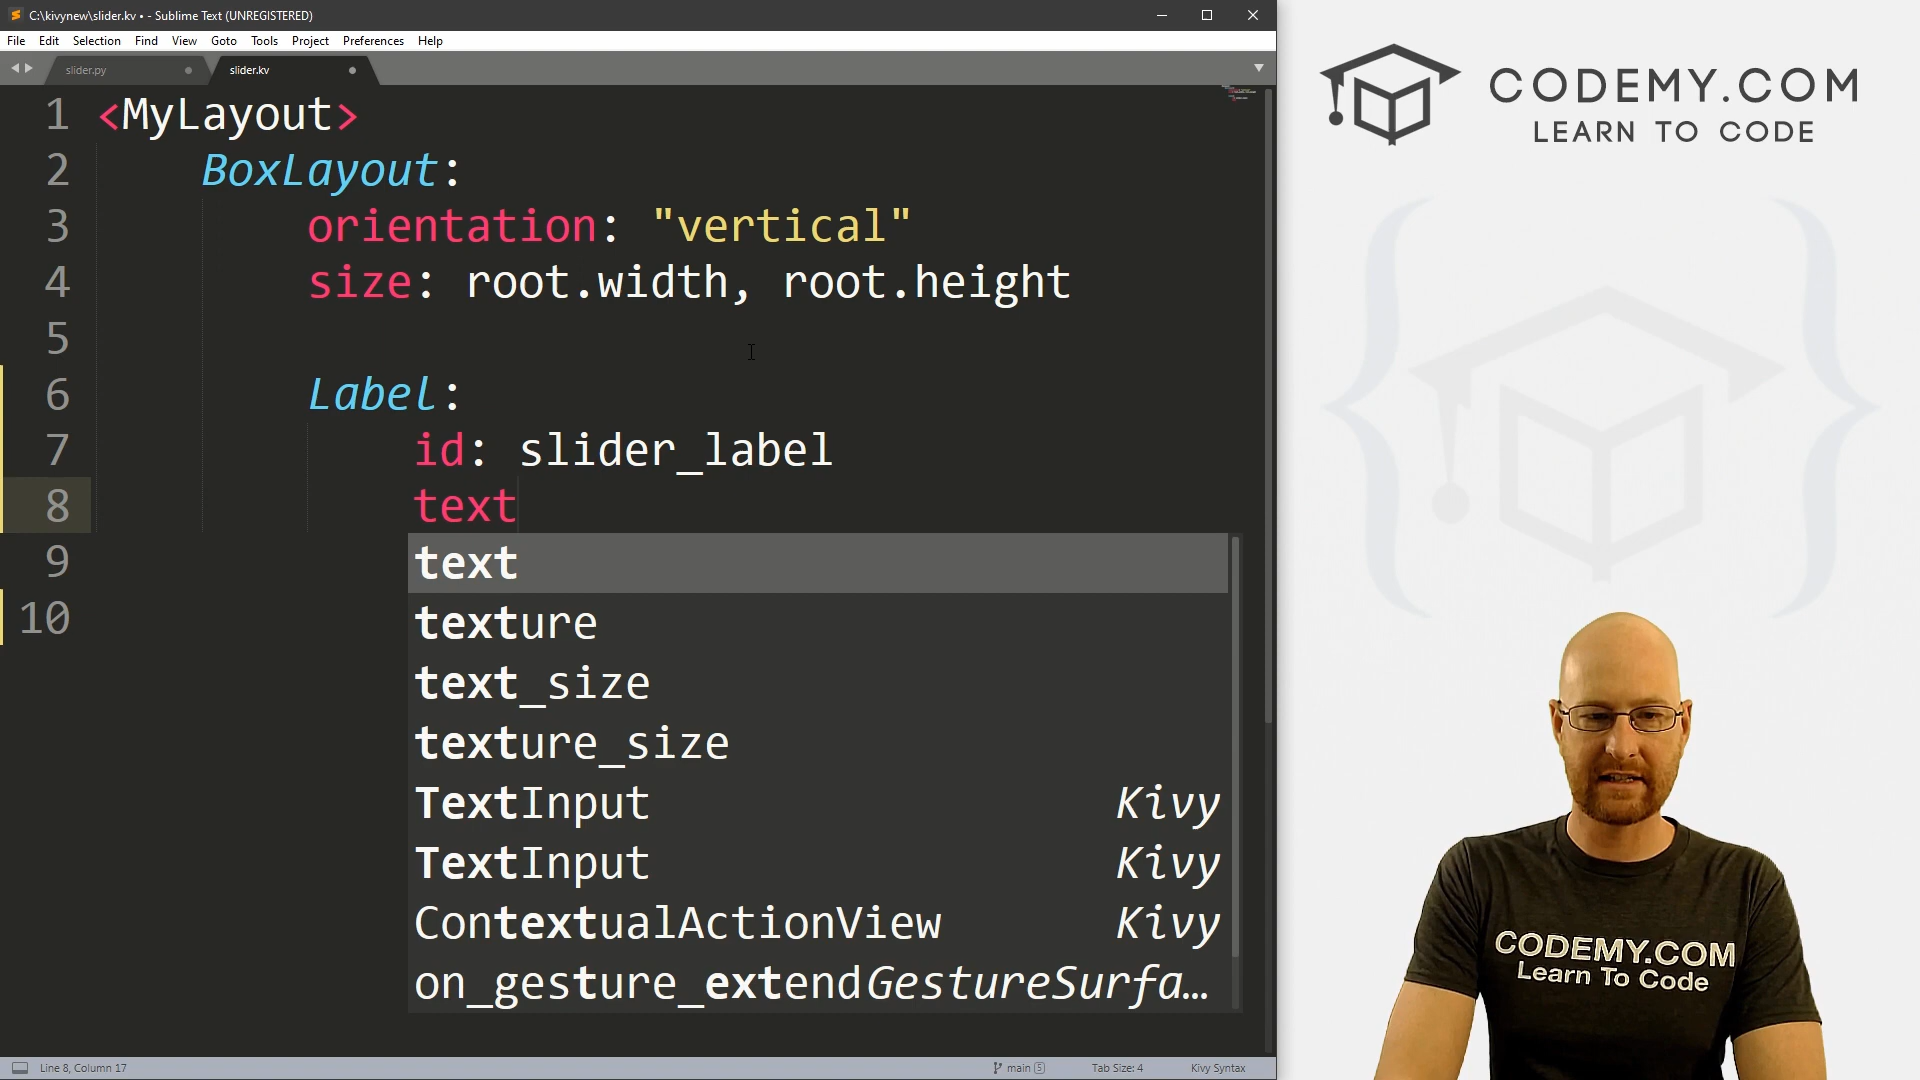 C:\kivynew\slider.kv • - Sublime Text (UNREGISTERED)
File Edit Selection Find View Goto Tools Project Preferences Help
slider.py
slider.kv
1 <MyLayout>
2 BoxLayout:
3 orientation: "vertical"
4 size: root.width, root.height
5
6 Label:
7 id: slider_label
8 text
9
10
text
texture
text_size
texture_size
TextInput Kivy
TextInput Kivy
ContextualActionView Kivy
on_gesture_extend GestureSurfa…
Line 8, Column 17
main 5
Tab Size: 4
Kivy Syntax
CODEMY.COM
LEARN TO CODE
CODEMY.COM
Learn To Code